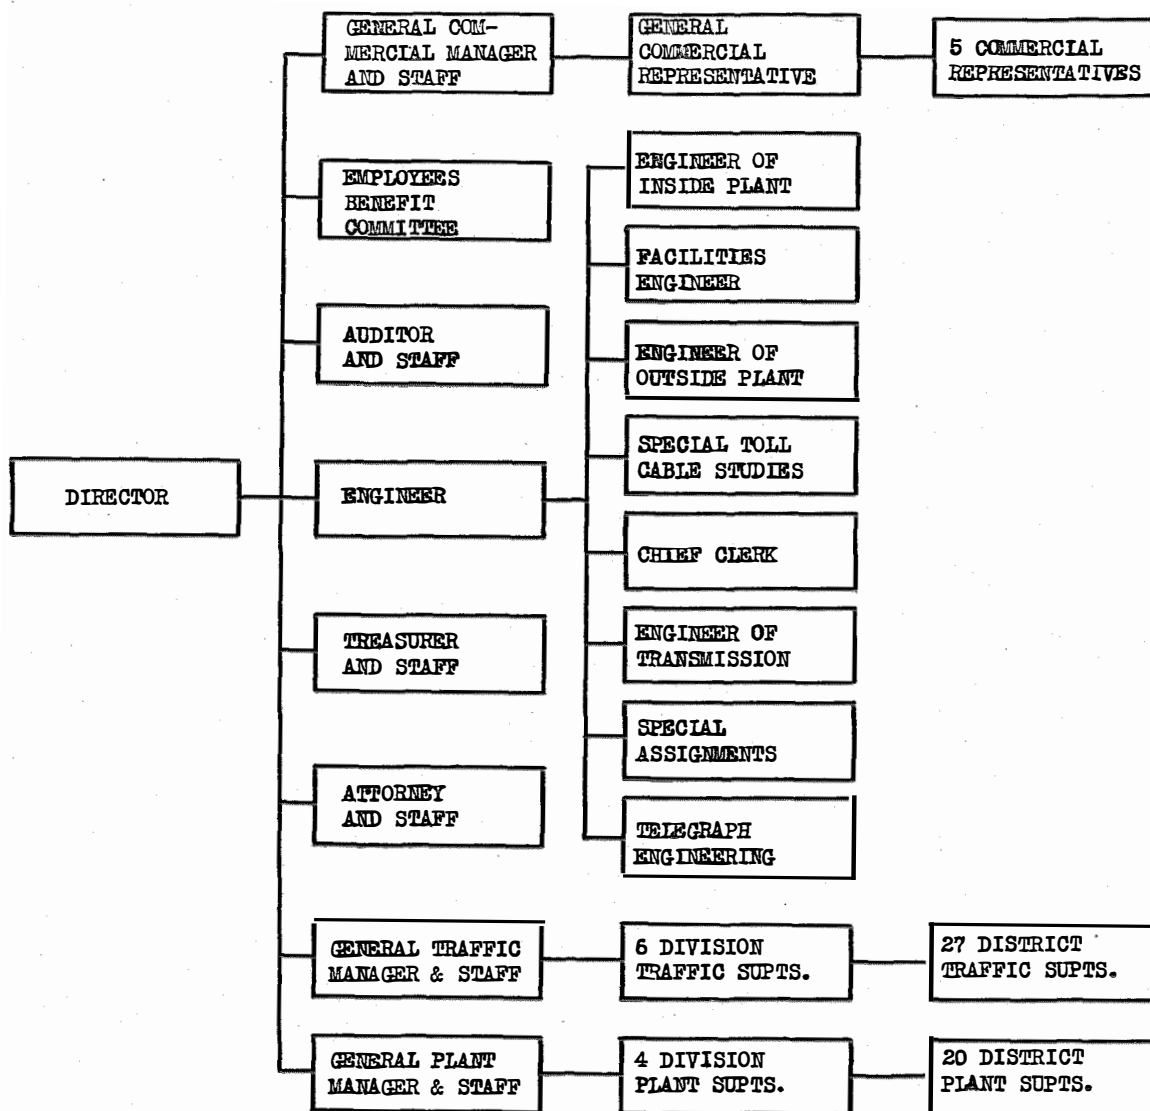 GENERAL COM-
MERCIAL MANAGER
AND STAFF
GENERAL
COMMERCIAL
REPRESENTATIVE
5 COMMERCIAL
REPRESENTATIVES
EMPLOYEES
BENEFIT
COMMITTEE
AUDITOR
AND STAFF
DIRECTOR
ENGINEER
TREASURER
AND STAFF
ATTORNEY
AND STAFF
ENGINEER OF
INSIDE PLANT
FACILITIES
ENGINEER
ENGINEER OF
OUTSIDE PLANT
SPECIAL TOLL
CABLE STUDIES
CHIEF CLERK
ENGINEER OF
TRANSMISSION
SPECIAL
ASSIGNMENTS
TELEGRAPH
ENGINEERING
GENERAL TRAFFIC
MANAGER & STAFF
6 DIVISION
TRAFFIC SUPTS.
27 DISTRICT
TRAFFIC SUPTS.
GENERAL PLANT
MANAGER & STAFF
4 DIVISION
PLANT SUPTS.
20 DISTRICT
PLANT SUPTS.